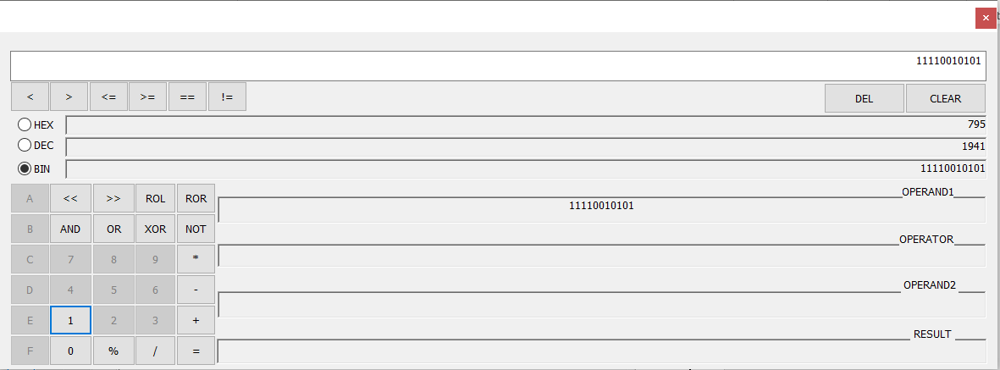 11110010101
< > <= >= == != DEL CLEAR
HEX 795
DEC 1941
BIN 11110010101
A << >> ROL ROR OPERAND1
11110010101
B AND OR XOR NOT
OPERATOR
C 7 8 9 *
D 4 5 6 - OPERAND2
E 1 2 3 +
RESULT
F 0 % / =